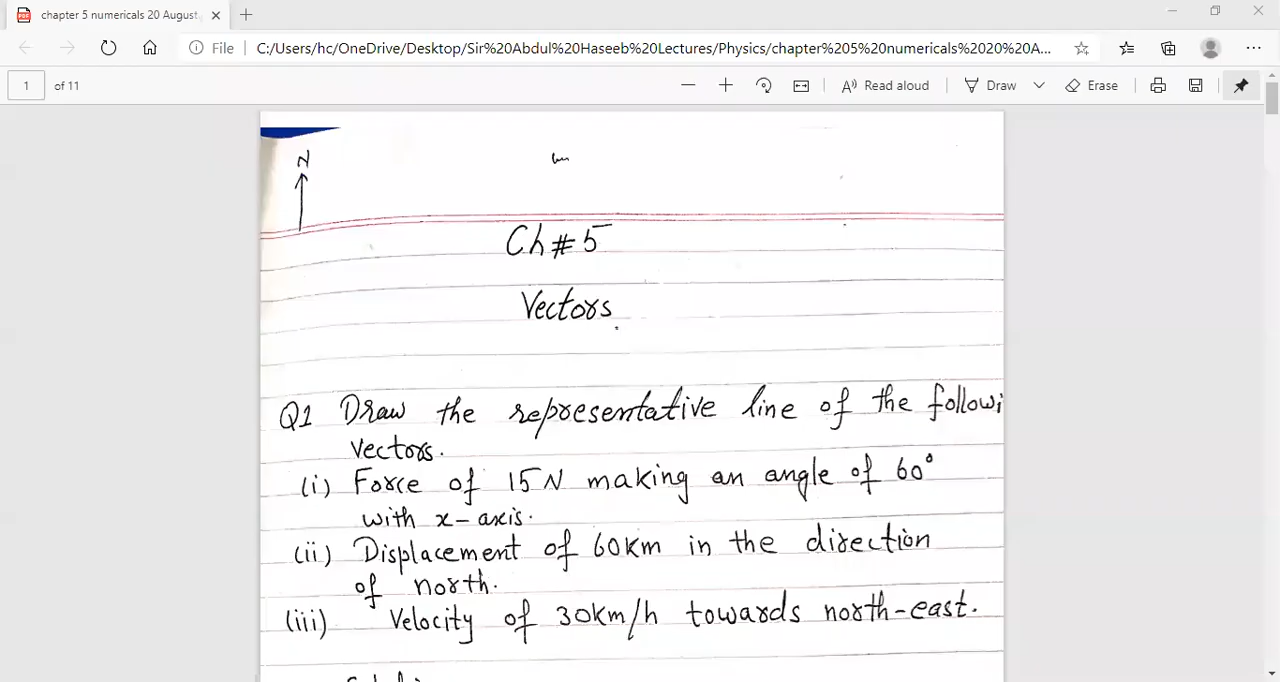 chapter 5 numericals 20 August
File
C:/Users/hc/OneDrive/Desktop/Sir%20Abdul%20Haseeb%20Lectures/Physics/chapter%205%20numericals%2020%20A...
1 of 11
Read aloud
Draw
Erase
N
Ch # 5
Vectors
Q1 Draw the representative line of the followi
vectors.
(i) Force of 15N making an angle of 60°
with x-axis.
(ii) Displacement of 60km in the direction
of north.
(iii) Velocity of 30km/h towards north-east.